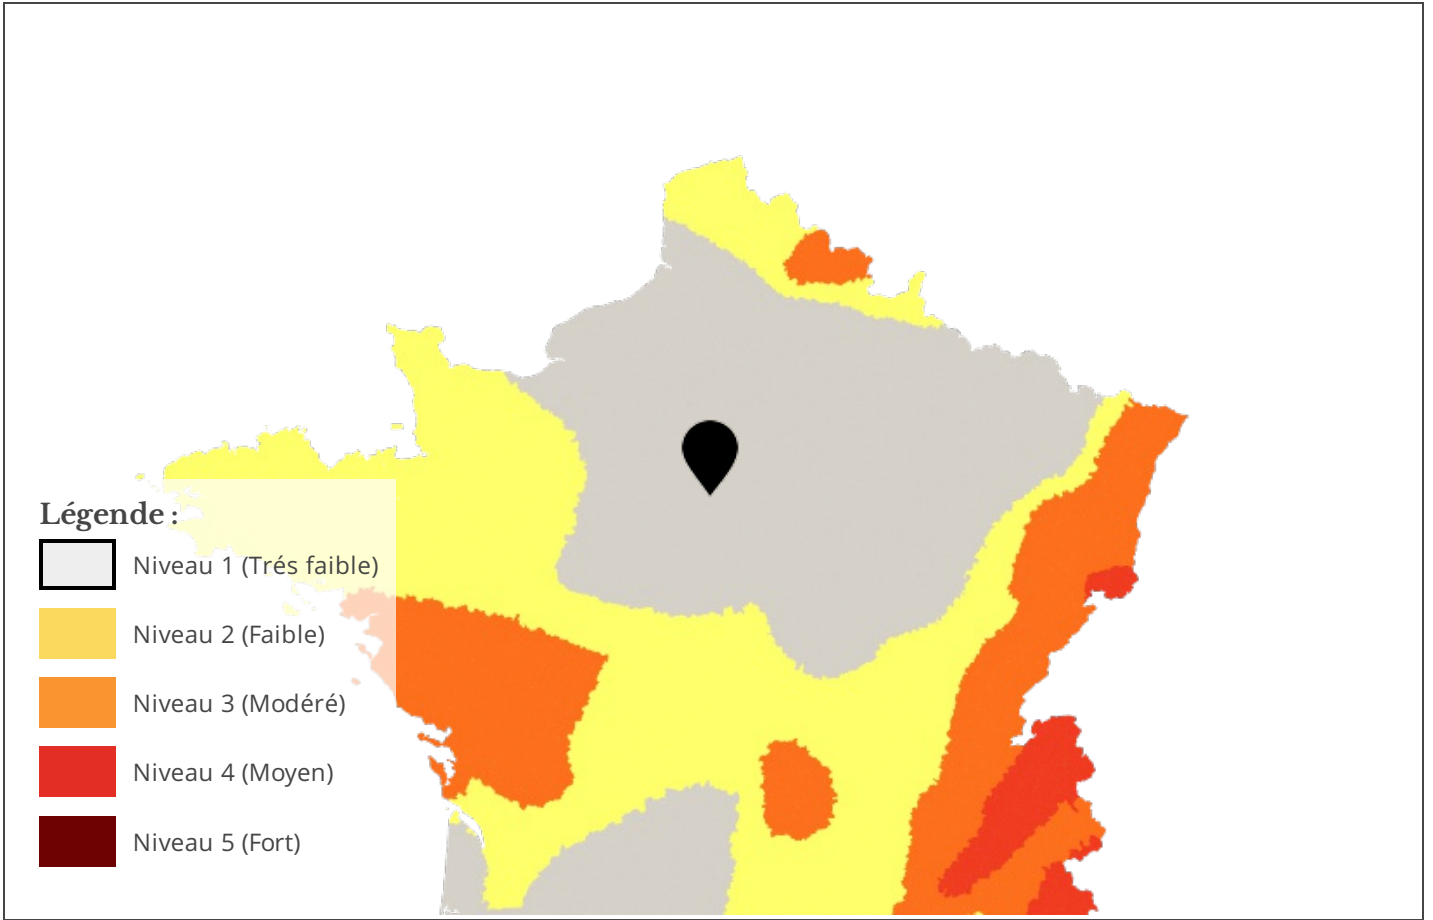 Légende :
Niveau 1 (Trés faible)
Niveau 2 (Faible)
Niveau 3 (Modéré)
Niveau 4 (Moyen)
Niveau 5 (Fort)